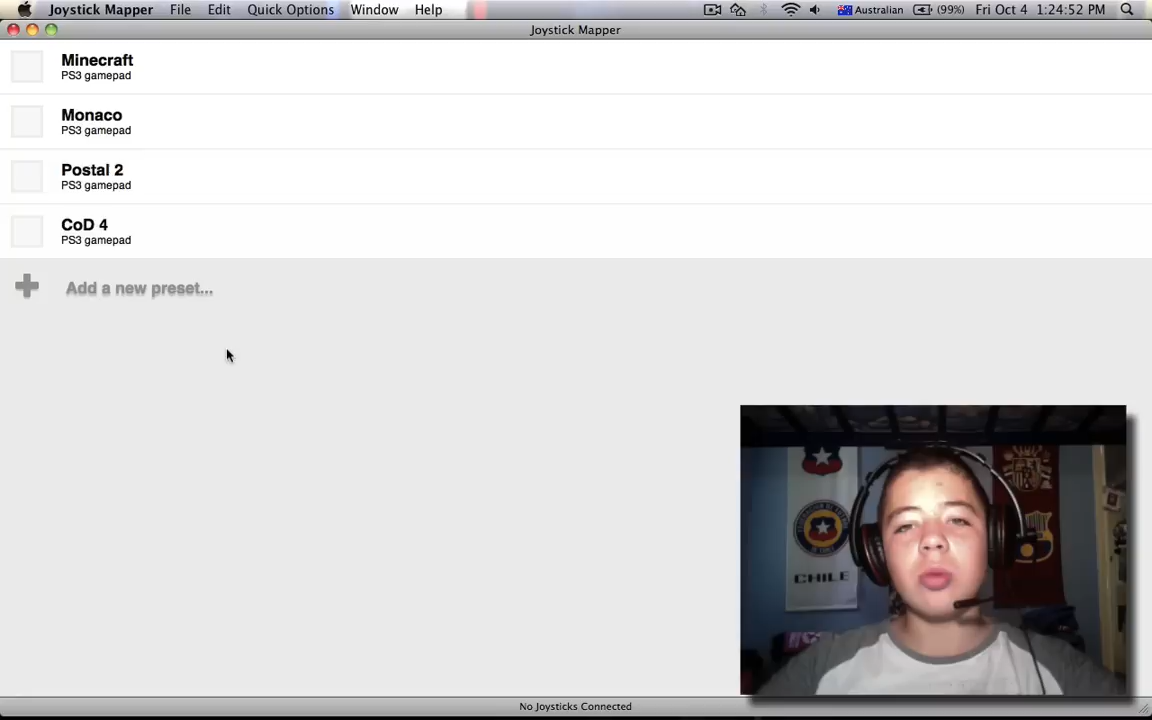 Joystick Mapper File Edit Quick Options Window Help Australian (99%) Fri Oct 4 1:24:52 PM
Joystick Mapper
Minecraft
PS3 gamepad
Monaco
PS3 gamepad
Postal 2
PS3 gamepad
CoD 4
PS3 gamepad
Add a new preset...
CHILE
No Joysticks Connected